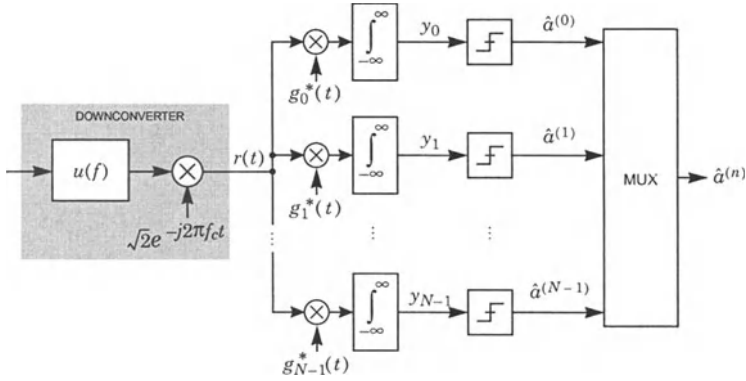 DOWNCONVERTER
u(f)
√2e^{-j2πf_c t}
r(t)
g_0*(t)
∫_{-∞}^{∞}
y_0
â^{(0)}
g_1*(t)
∫_{-∞}^{∞}
y_1
â^{(1)}
g_{N-1}^*(t)
∫_{-∞}^{∞}
y_{N-1}
â^{(N-1)}
MUX
â^{(n)}